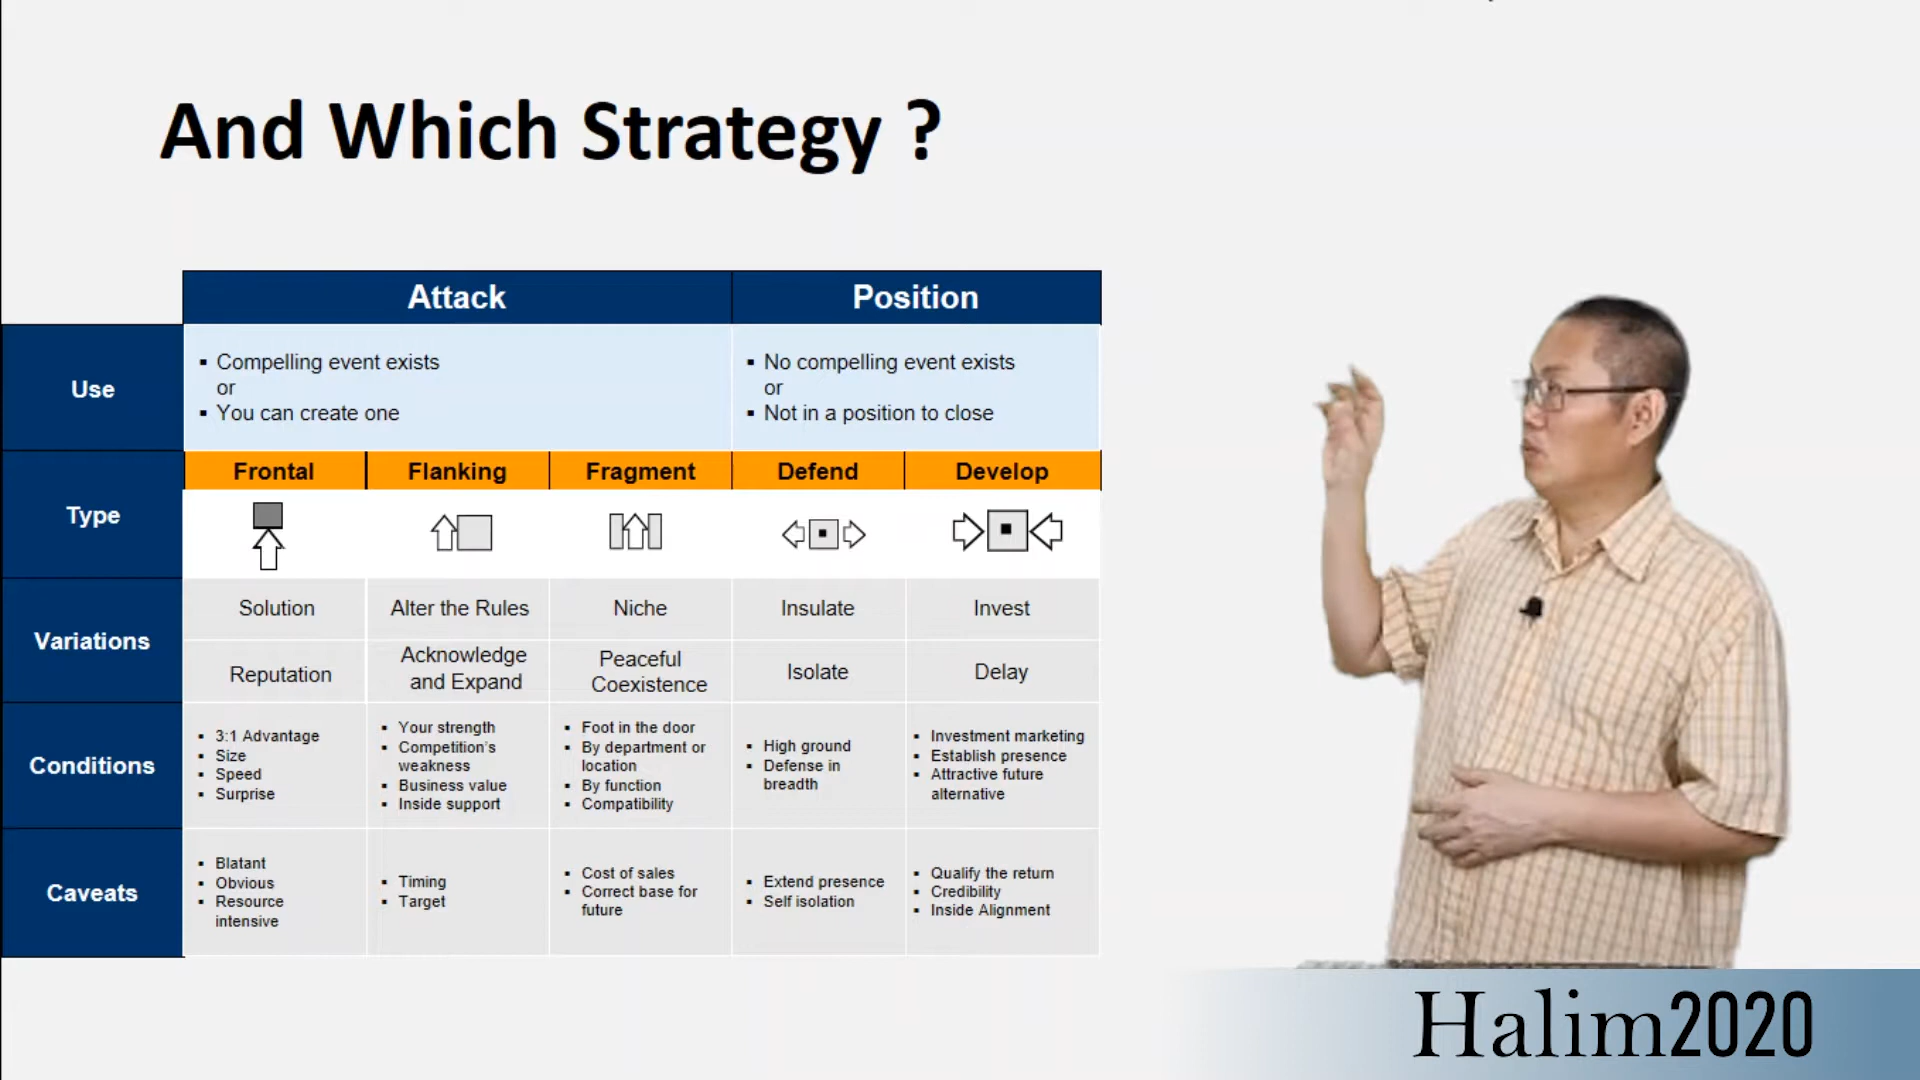 And Which Strategy ?
Attack
Position
Use
▪ Compelling event exists
or
▪ You can create one
▪ No compelling event exists
or
▪ Not in a position to close
Type
Frontal
Flanking
Fragment
Defend
Develop
Variations
Solution
Alter the Rules
Niche
Insulate
Invest
Reputation
Acknowledge
and Expand
Peaceful
Coexistence
Isolate
Delay
Conditions
▪ 3:1 Advantage
▪ Size
▪ Speed
▪ Surprise
▪ Your strength
▪ Competition's
weakness
▪ Business value
▪ Inside support
▪ Foot in the door
▪ By department or
location
▪ By function
▪ Compatibility
▪ High ground
▪ Defense in
breadth
▪ Investment marketing
▪ Establish presence
▪ Attractive future
alternative
Caveats
▪ Blatant
▪ Obvious
▪ Resource
intensive
▪ Timing
▪ Target
▪ Cost of sales
▪ Correct base for
future
▪ Extend presence
▪ Self isolation
▪ Qualify the return
▪ Credibility
▪ Inside Alignment
Halim2020